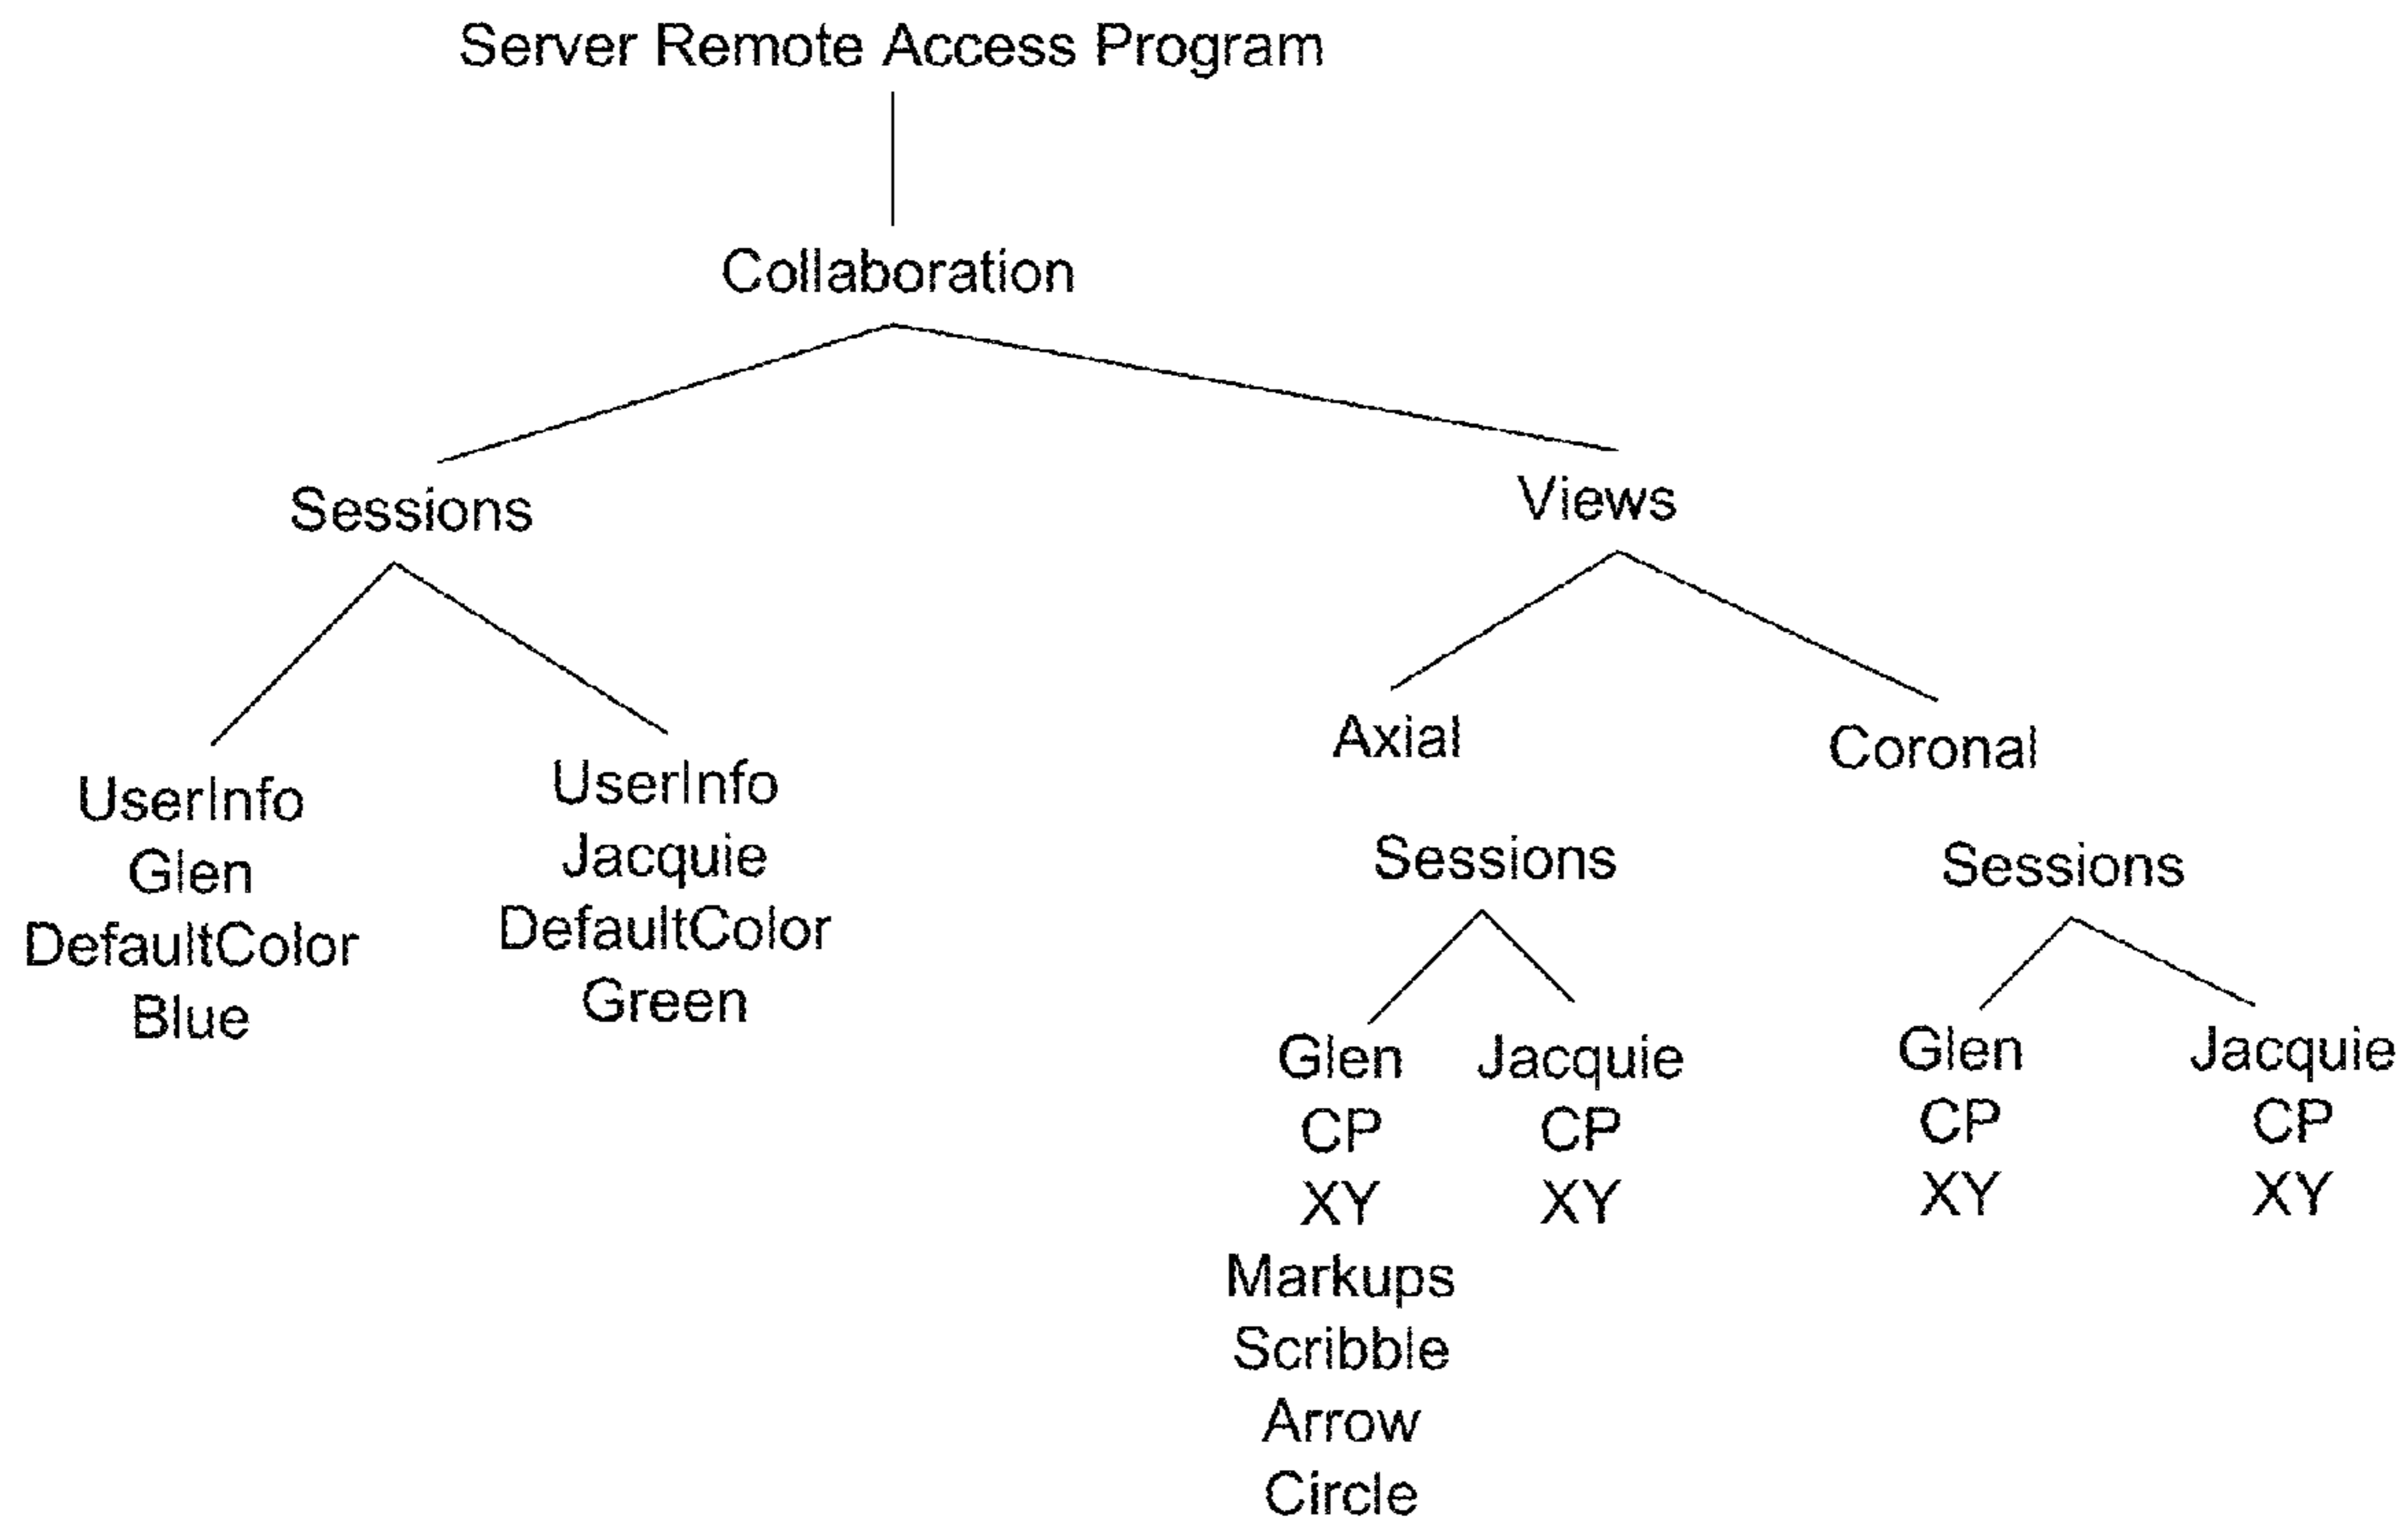 Server Remote Access Program
Collaboration
Sessions
Views
UserInfo
Glen
DefaultColor
Blue
UserInfo
Jacquie
DefaultColor
Green
Axial
Coronal
Sessions
Sessions
Glen
CP
XY
Markups
Scribble
Arrow
Circle
Jacquie
CP
XY
Glen
CP
XY
Jacquie
CP
XY